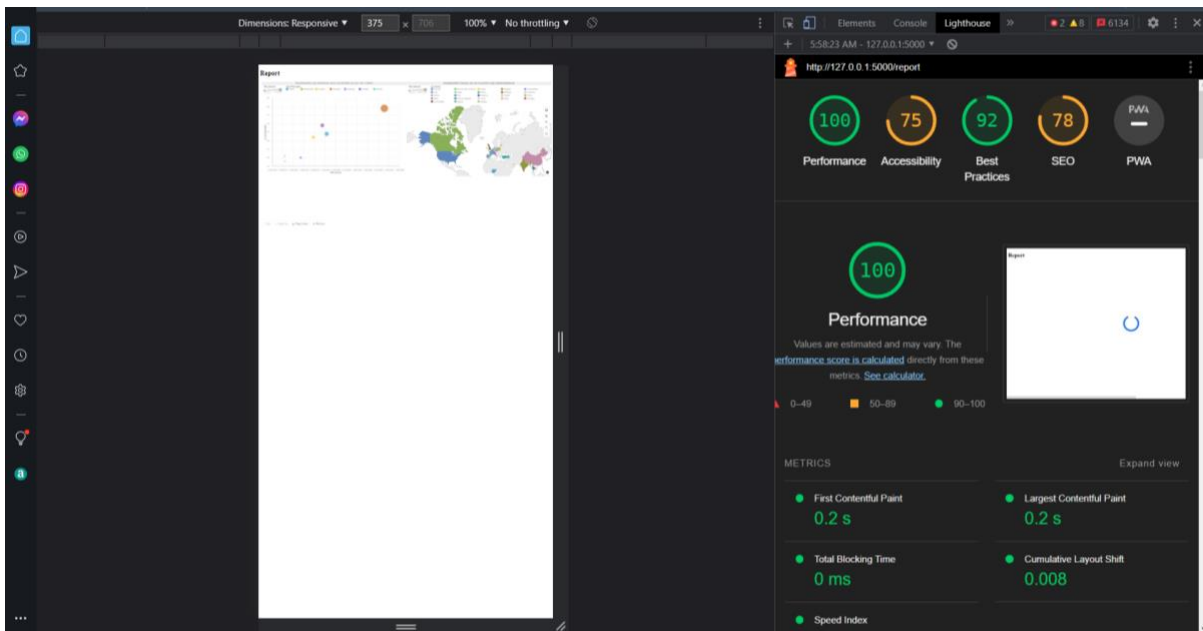 Dimensions: Responsive ▼ 375 × 706 100% ▼ No throttling ▼
Elements Console Lighthouse » 2 8 6134
+ 5:58:23 AM - 127.0.0.1:5000 ▼
http://127.0.0.1:5000/report
Report
100
75
92
78
PWA
Performance
Accessibility
Best
Practices
SEO
PWA
100
Performance
Values are estimated and may vary. The
performance score is calculated directly from these
metrics. See calculator.
0–49 50–89 90–100
Report
METRICS Expand view
First Contentful Paint
0.2 s
Largest Contentful Paint
0.2 s
Total Blocking Time
0 ms
Cumulative Layout Shift
0.008
Speed Index